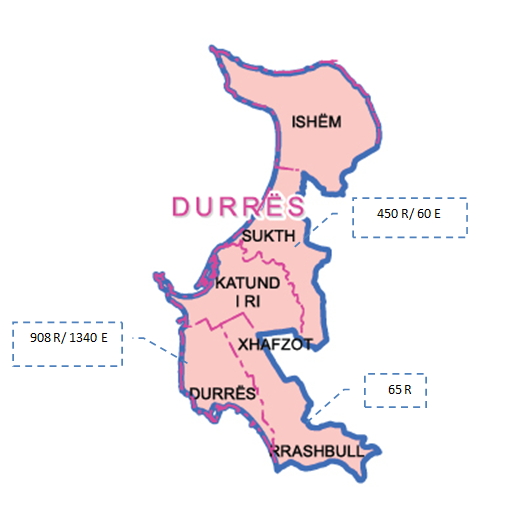 ISHËM
DURRËS
450 R/ 60 E
SUKTH
KATUND
I RI
908 R/ 1340 E
XHAFZOT
DURRËS
65 R
RRASHBULL